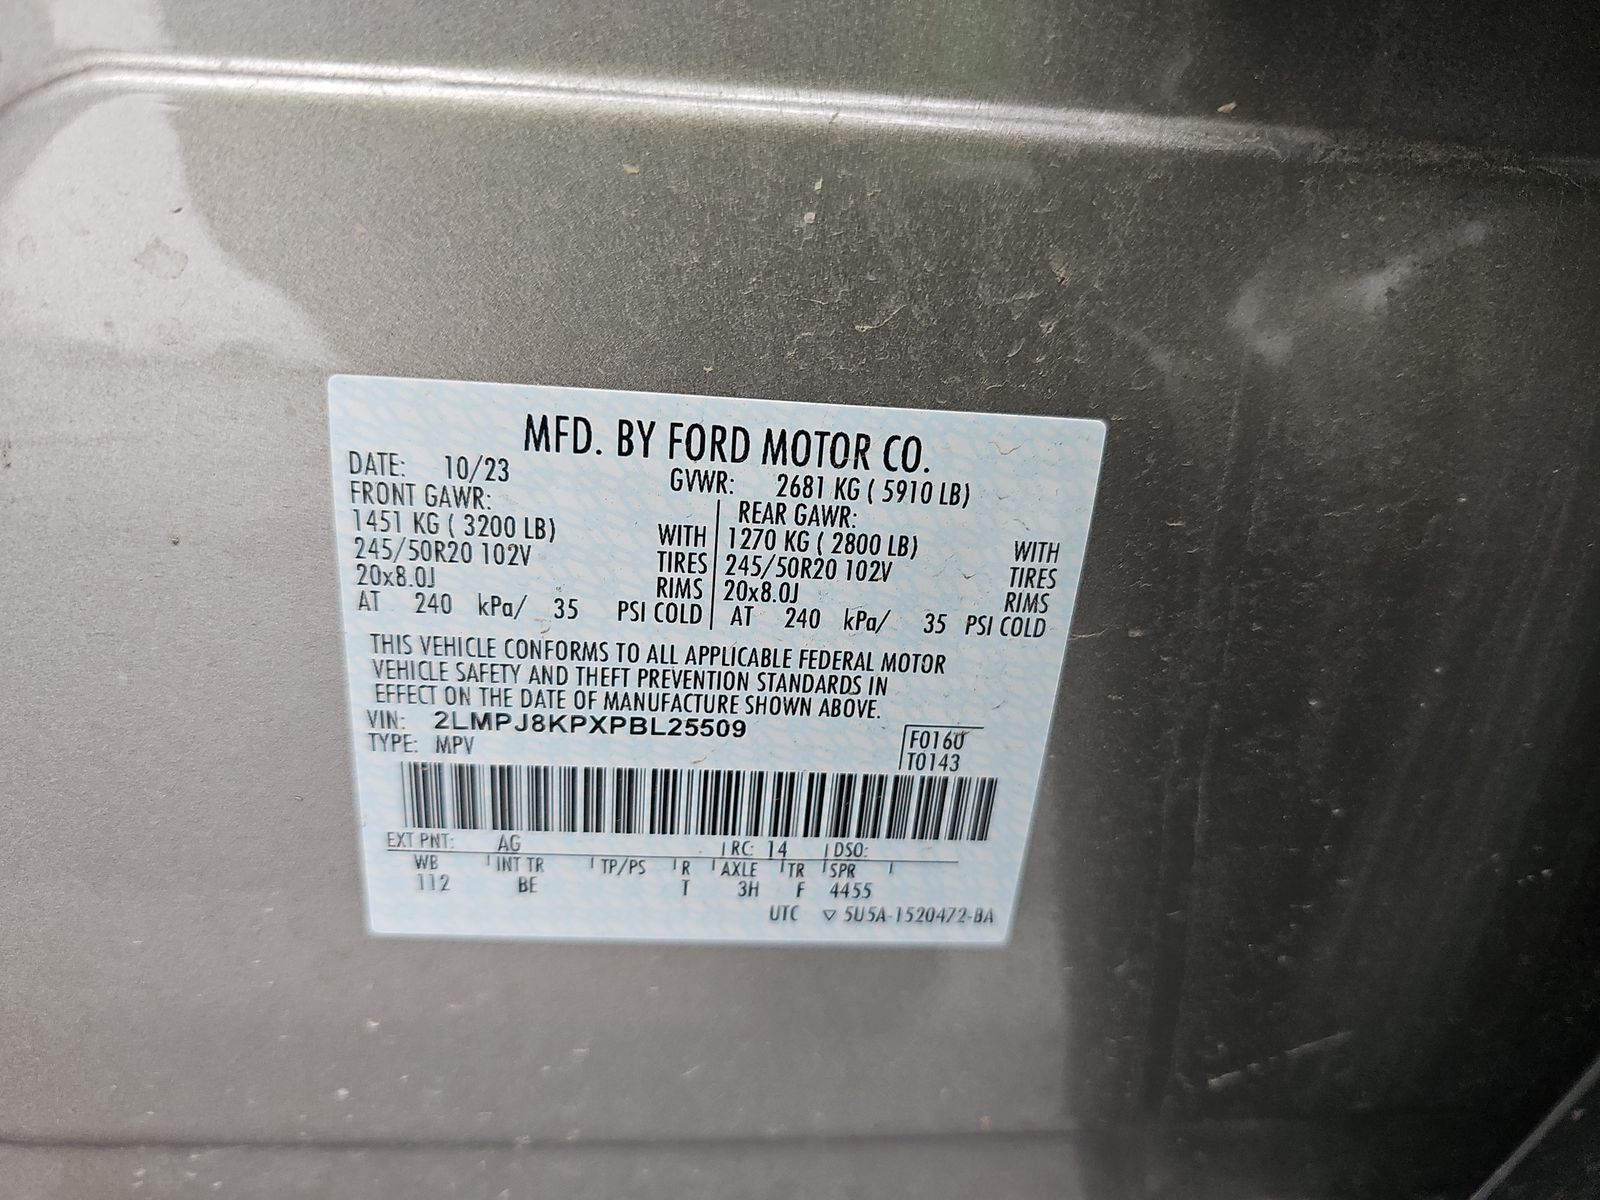 MFD. BY FORD MOTOR CO.
DATE: 10/23 GVWR: 2681 KG ( 5910 LB)
FRONT GAWR: REAR GAWR:
1451 KG ( 3200 LB) WITH 1270 KG ( 2800 LB) WITH
245/50R20 102V TIRES 245/50R20 102V TIRES
20x8.0J RIMS 20x8.0J RIMS
AT 240 kPa/ 35 PSI COLD AT 240 kPa/ 35 PSI COLD
THIS VEHICLE CONFORMS TO ALL APPLICABLE FEDERAL MOTOR
VEHICLE SAFETY AND THEFT PREVENTION STANDARDS IN
EFFECT ON THE DATE OF MANUFACTURE SHOWN ABOVE.
VIN: 2LMPJ8KPXPBL25509 F0160
TYPE: MPV T0143
EXT PNT: AG RC: 14 DSO:
WB INT TR TP/PS R AXLE TR SPR
112 BE T 3H F 4455
UTC ▽ 5U5A-1520472-BA